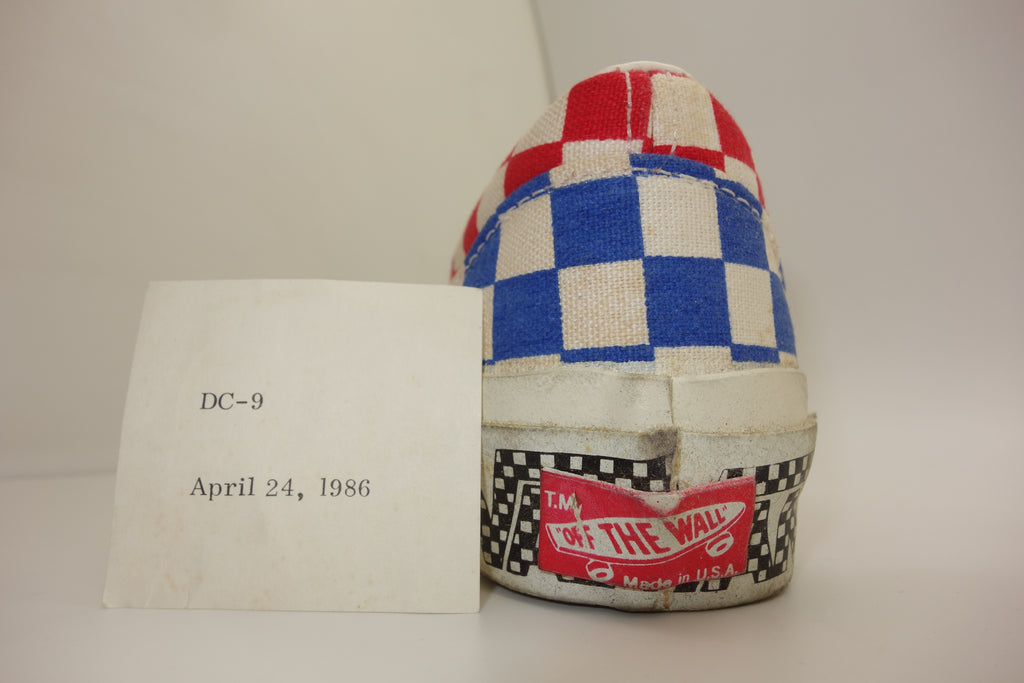 DC-9
April 24, 1986
T.M.
"OFF THE WALL"
Made in U.S.A.